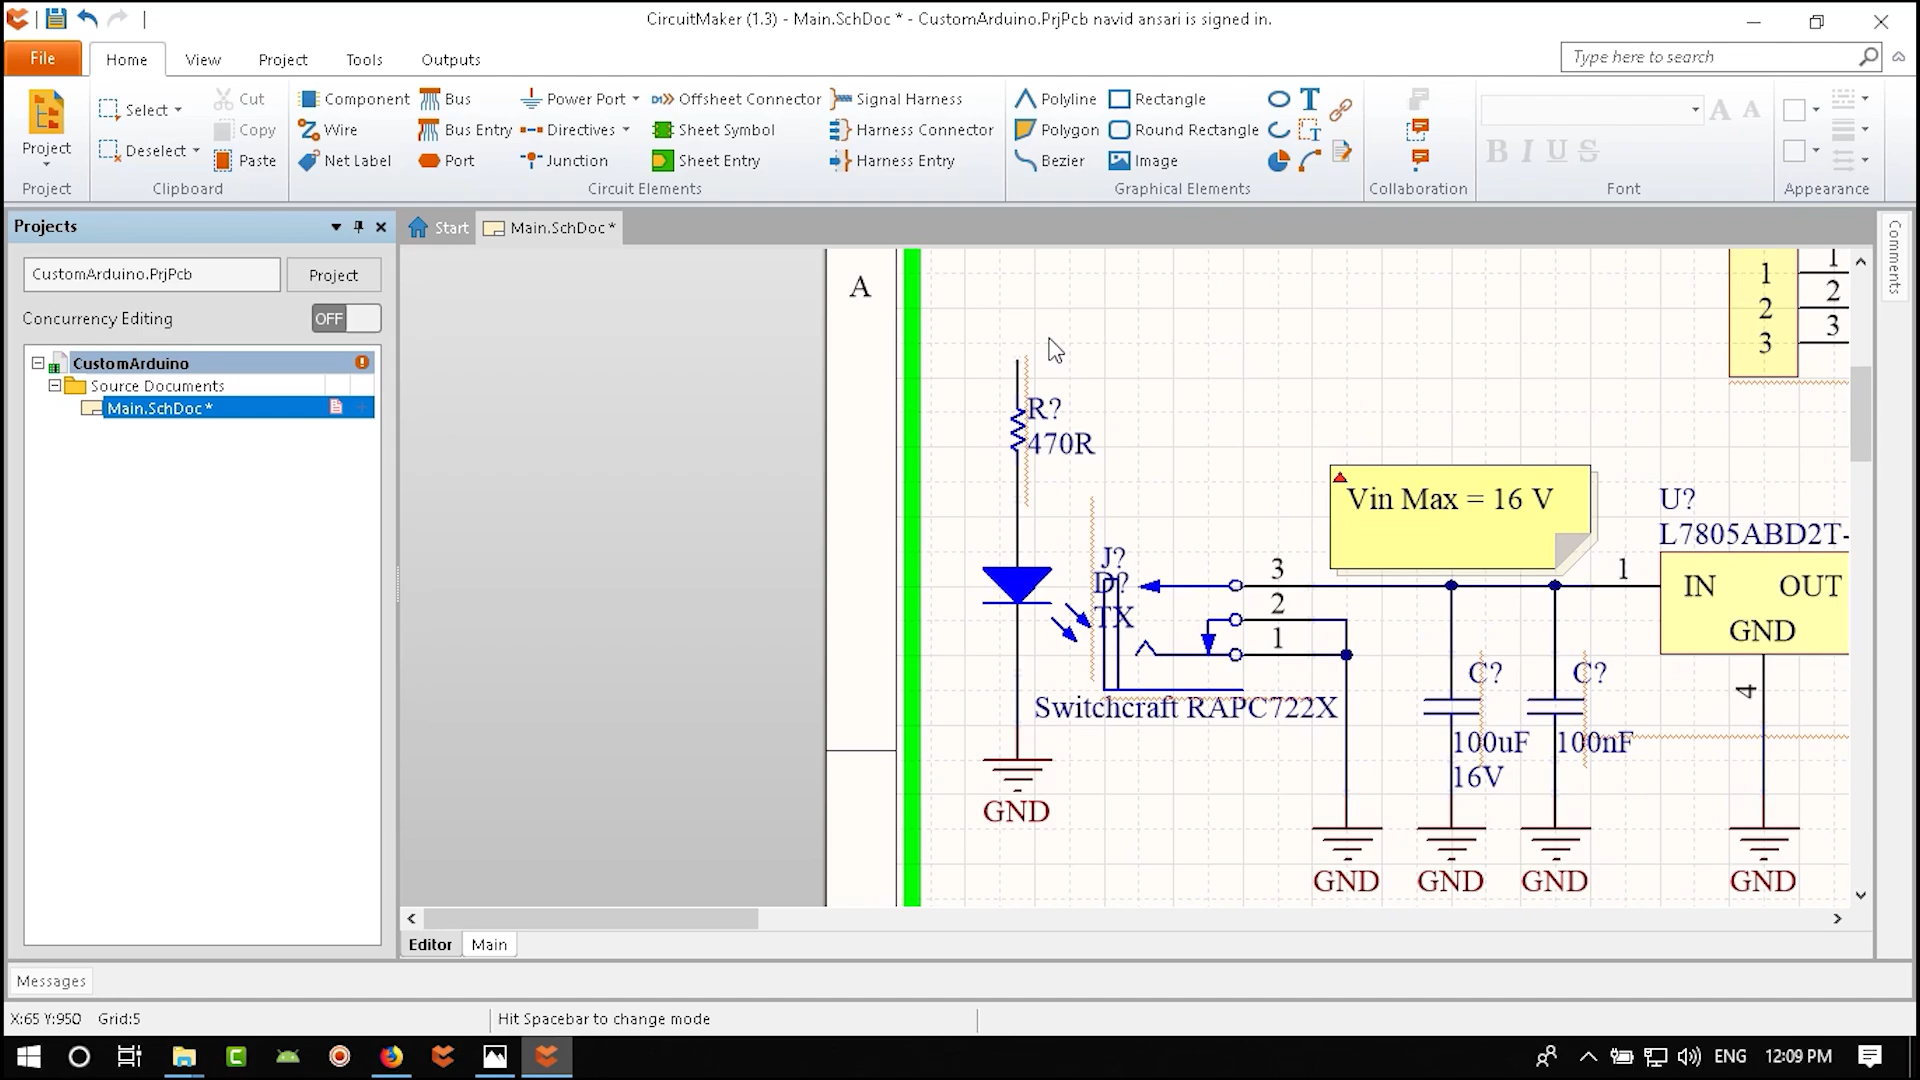 CircuitMaker (1.3) - Main.SchDoc * - CustomArduino.PrjPcb navid ansari is signed in.
File Home View Project Tools Outputs
Type here to search
Project
Select
Deselect
Cut
Copy
Paste
Component
Wire
Net Label
Bus
Bus Entry
Port
Power Port
Directives
Junction
Offsheet Connector
Sheet Symbol
Sheet Entry
Signal Harness
Harness Connector
Harness Entry
Polyline
Polygon
Bezier
Rectangle
Round Rectangle
Image
T
T
A A
B I U S
Project Clipboard Circuit Elements Graphical Elements Collaboration Font Appearance
Projects
CustomArduino.PrjPcb
Project
Concurrency Editing OFF
CustomArduino
Source Documents
Main.SchDoc *
Start
Main.SchDoc *
Comments
A
R?
470R
J?
D?
TX
3
2
1
Switchcraft RAPC722X
GND
GND
Vin Max = 16 V
C?
100uF
16V
GND
C?
100nF
GND
1
U?
L7805ABD2T-
IN OUT
GND
4
GND
1
2
3
1
2
3
Editor Main
Messages
X:65 Y:950 Grid:5
Hit Spacebar to change mode
ENG 12:09 PM